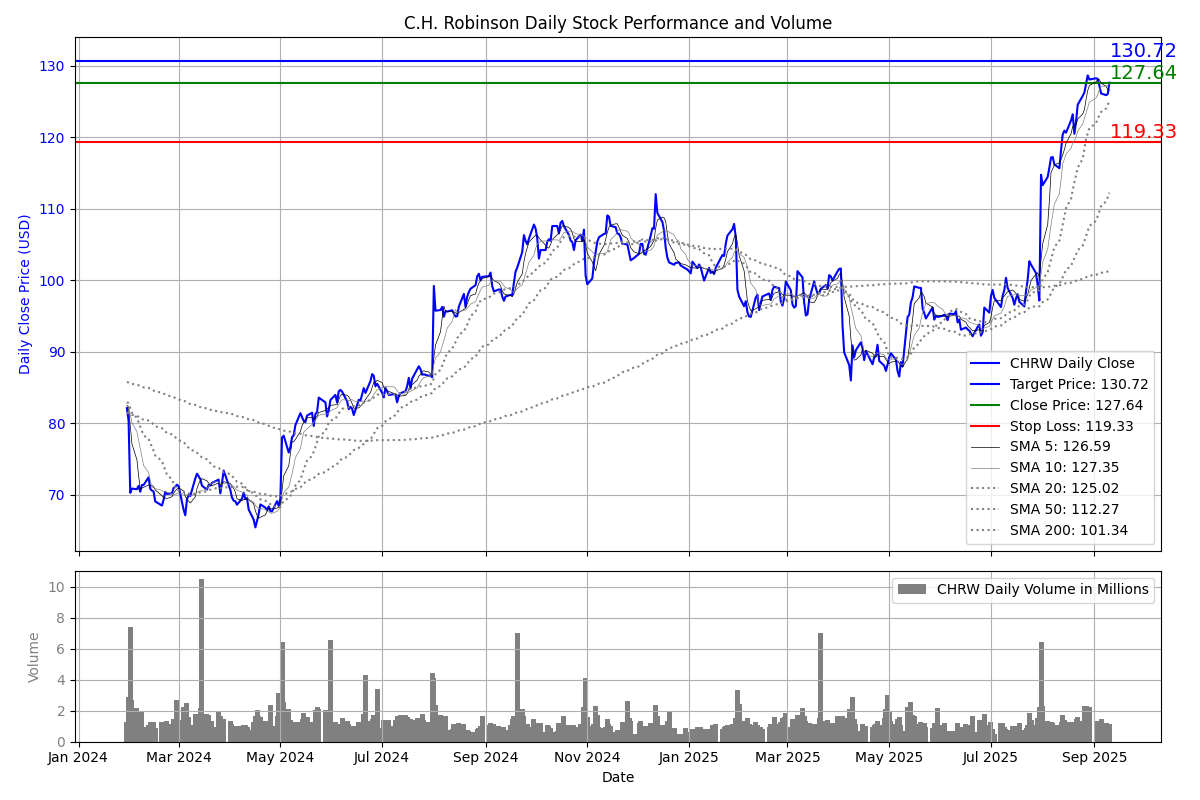 C.H. Robinson Daily Stock Performance and Volume
130.72
127.64
119.33
130
120
110
100
90
80
70
Daily Close Price (USD)
CHRW Daily Close
Target Price: 130.72
Close Price: 127.64
Stop Loss: 119.33
SMA 5: 126.59
SMA 10: 127.35
SMA 20: 125.02
SMA 50: 112.27
SMA 200: 101.34
CHRW Daily Volume in Millions
10
8
6
4
2
0
Volume
Jan 2024 Mar 2024 May 2024 Jul 2024 Sep 2024 Nov 2024 Jan 2025 Mar 2025 May 2025 Jul 2025 Sep 2025
Date